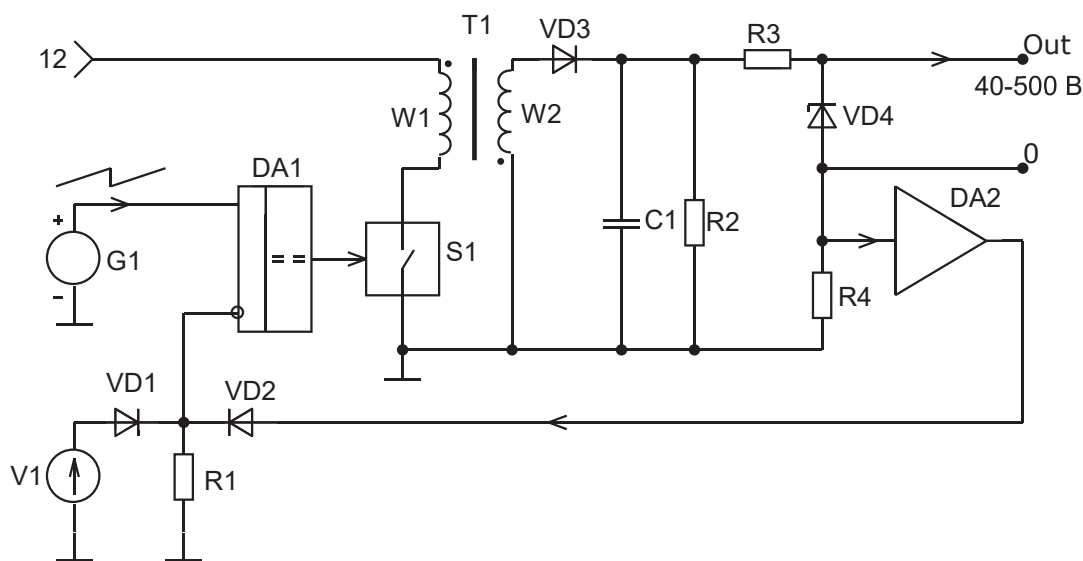 T1
VD3
R3
Out
12
40-500 В
W1
W2
VD4
DA1
0
DA2
+
G1
= =
S1
C1
R2
-
R4
VD1
VD2
V1
R1